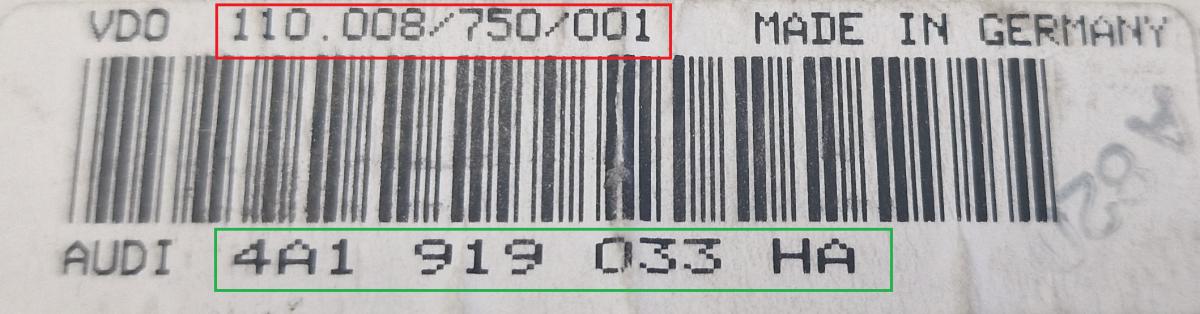 VDO 110.008/750/001 MADE IN GERMANY
AUDI 4A1 919 033 HA